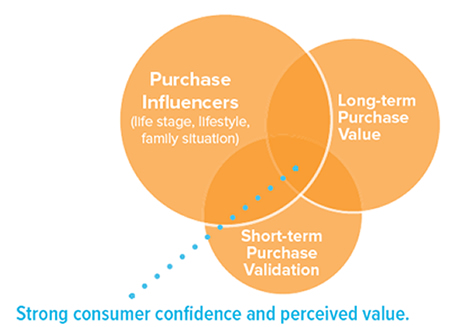 Purchase
Influencers
(life stage, lifestyle,
family situation)
Long-term
Purchase
Value
Short-term
Purchase
Validation
Strong consumer confidence and perceived value.